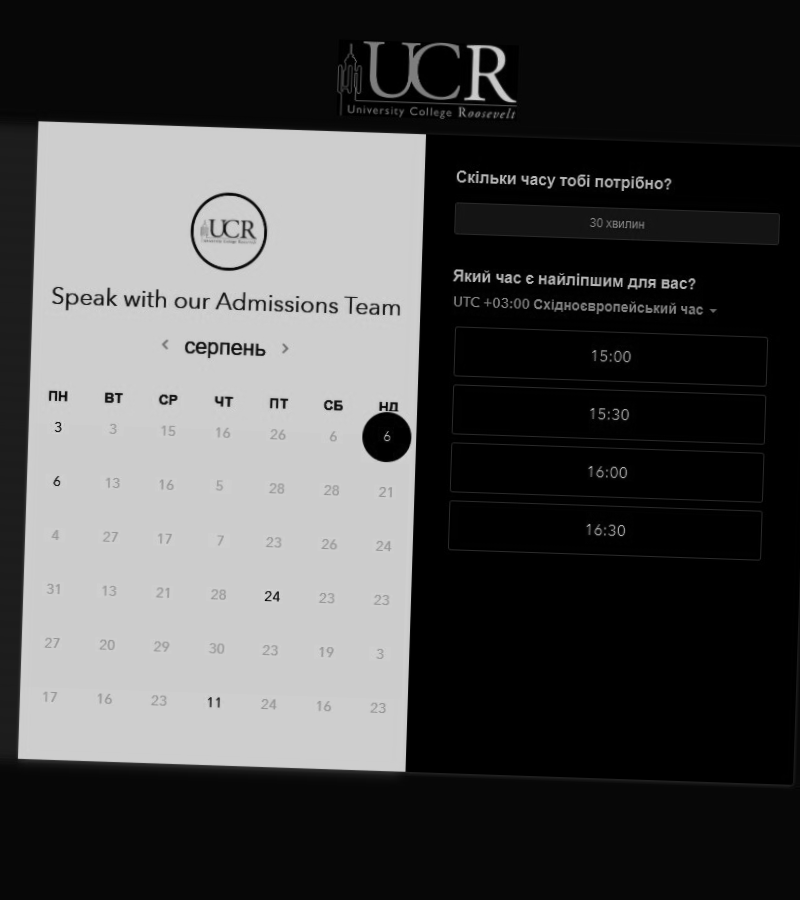 UCR
University College Roosevelt
UCR
University College Roosevelt
Speak with our Admissions Team
серпень
ПН ВТ СР ЧТ ПТ СБ НД
3 3 15 16 26 6 6
6 13 16 5 28 28 21
4 27 17 7 23 26 24
31 13 21 28 24 23 23
27 20 29 30 23 19 3
17 16 23 11 24 16 23
Скільки часу тобі потрібно?
30 хвилин
Який час є найліпшим для вас?
UTC +03:00 Східноєвропейський час
15:00
15:30
16:00
16:30